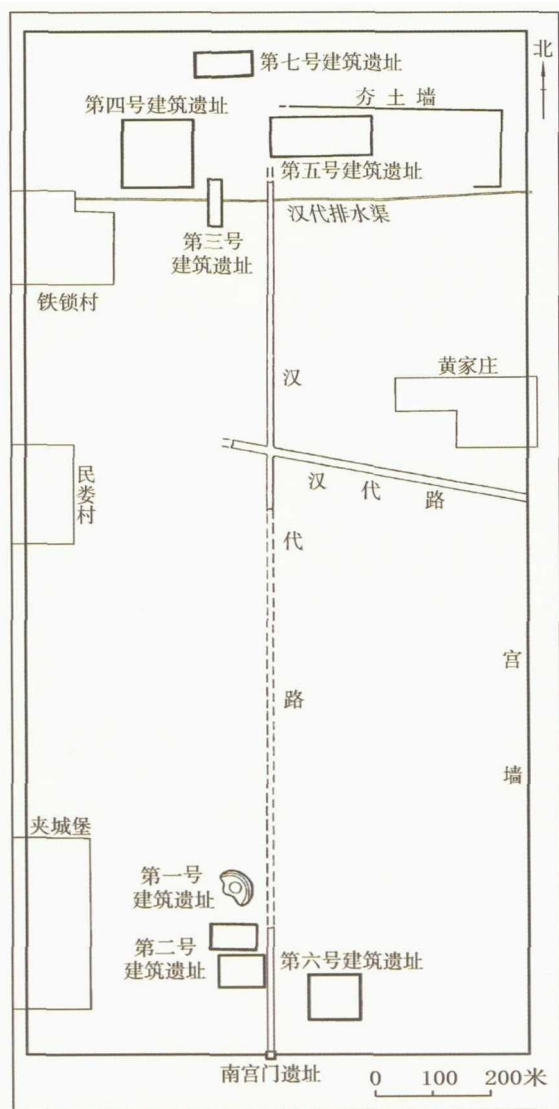 第七号建筑遗址
北
第四号建筑遗址
夯土墙
第五号建筑遗址
汉代排水渠
第三号
建筑遗址
铁锁村
黄家庄
汉
代
路
汉代路
民娄村
宫
墙
夹城堡
第一号
建筑遗址
第二号
建筑遗址
第六号建筑遗址
南宫门遗址
0 100 200米